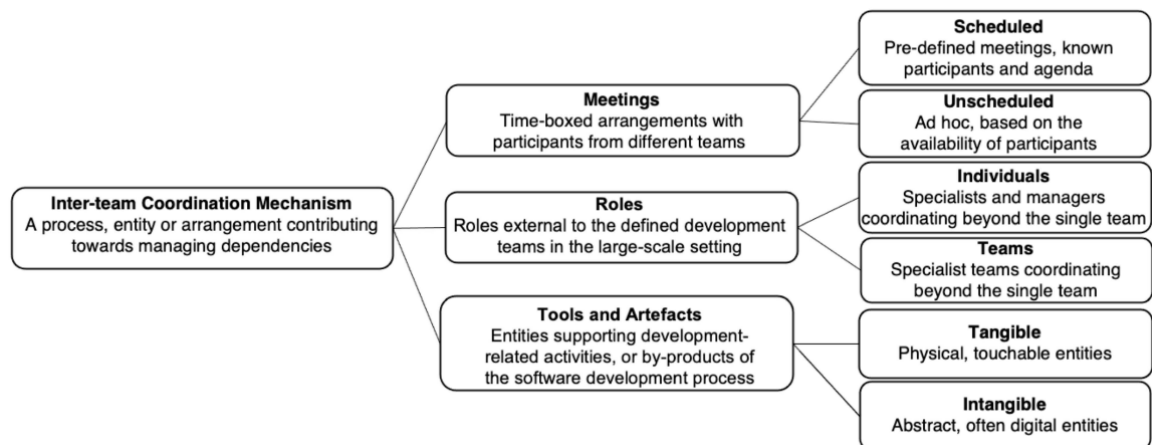 Inter-team Coordination Mechanism
A process, entity or arrangement contributing
towards managing dependencies
Meetings
Time-boxed arrangements with
participants from different teams
Roles
Roles external to the defined development
teams in the large-scale setting
Tools and Artefacts
Entities supporting development-
related activities, or by-products of
the software development process
Scheduled
Pre-defined meetings, known
participants and agenda
Unscheduled
Ad hoc, based on the
availability of participants
Individuals
Specialists and managers
coordinating beyond the single team
Teams
Specialist teams coordinating
beyond the single team
Tangible
Physical, touchable entities
Intangible
Abstract, often digital entities